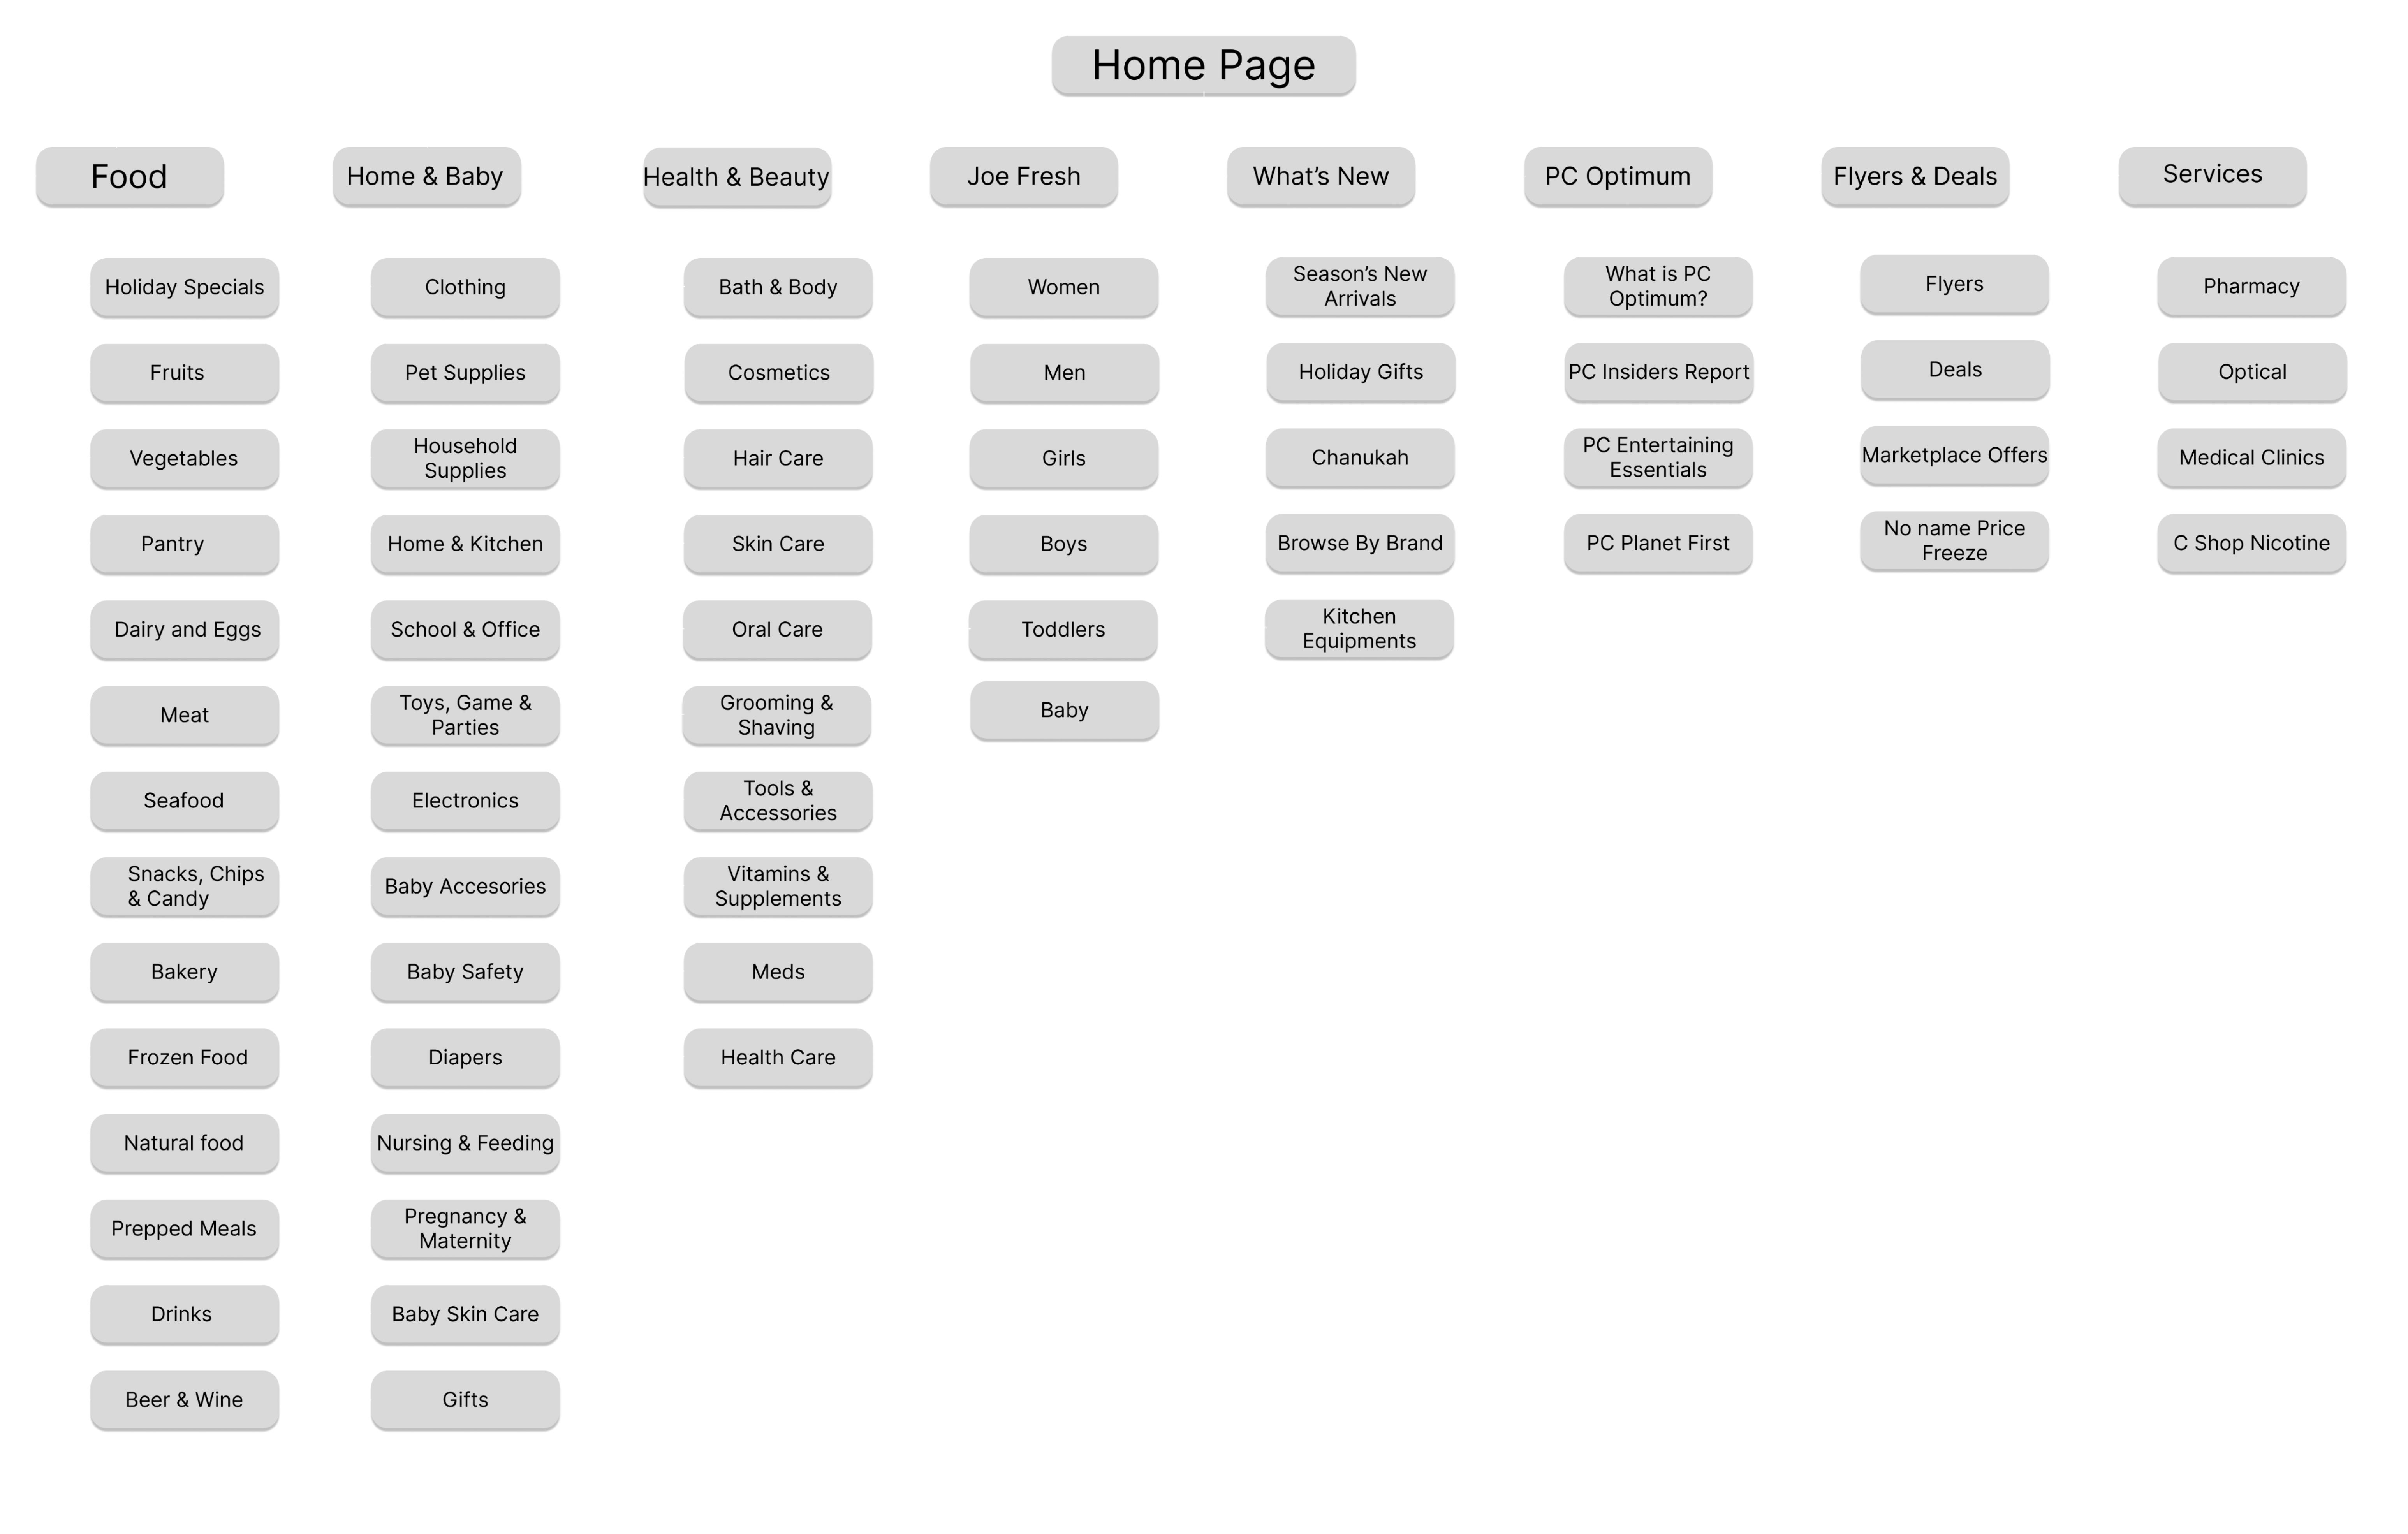 Home Page
Food
Home & Baby
Health & Beauty
Joe Fresh
What’s New
PC Optimum
Flyers & Deals
Services
Holiday Specials
Fruits
Vegetables
Pantry
Dairy and Eggs
Meat
Seafood
Snacks, Chips
& Candy
Bakery
Frozen Food
Natural food
Prepped Meals
Drinks
Beer & Wine
Clothing
Pet Supplies
Household
Supplies
Home & Kitchen
School & Office
Toys, Game &
Parties
Electronics
Baby Accesories
Baby Safety
Diapers
Nursing & Feeding
Pregnancy &
Maternity
Baby Skin Care
Gifts
Bath & Body
Cosmetics
Hair Care
Skin Care
Oral Care
Grooming &
Shaving
Tools &
Accessories
Vitamins &
Supplements
Meds
Health Care
Women
Men
Girls
Boys
Toddlers
Baby
Season’s New
Arrivals
Holiday Gifts
Chanukah
Browse By Brand
Kitchen
Equipments
What is PC
Optimum?
PC Insiders Report
PC Entertaining
Essentials
PC Planet First
Flyers
Deals
Marketplace Offers
No name Price
Freeze
Pharmacy
Optical
Medical Clinics
C Shop Nicotine